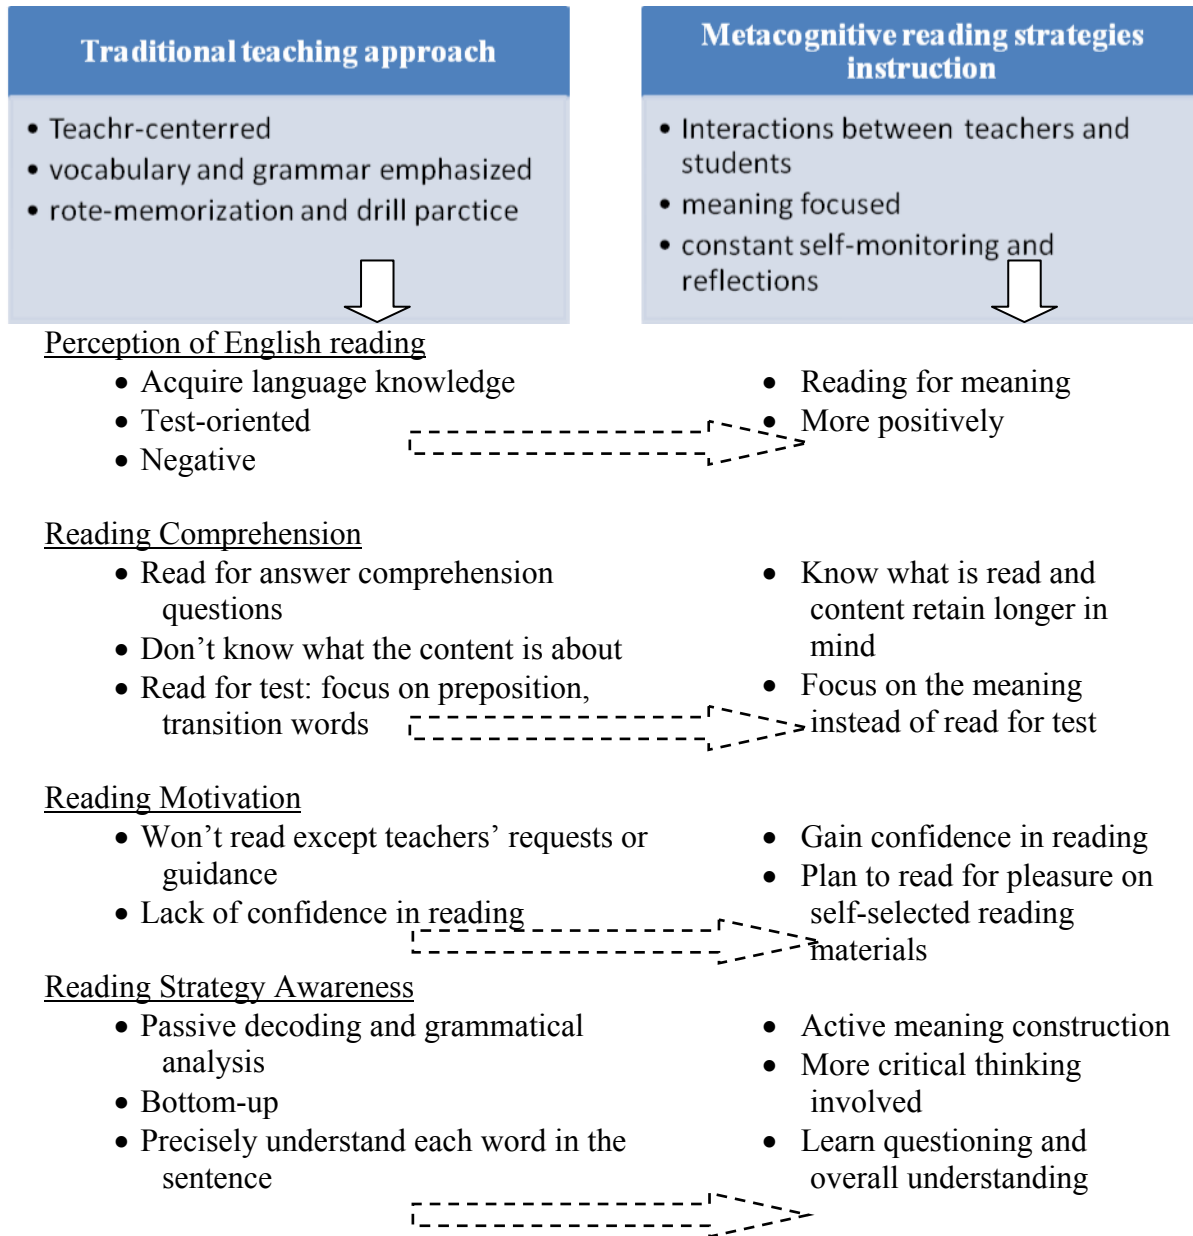 Traditional teaching approach
• Teachr-centerred
• vocabulary and grammar emphasized
• rote-memorization and drill parctice
Metacognitive reading strategies
instruction
• Interactions between teachers and
students
• meaning focused
• constant self-monitoring and
reflections
Perception of English reading
• Acquire language knowledge
• Test-oriented
• Negative
• Reading for meaning
• More positively
Reading Comprehension
• Read for answer comprehension
questions
• Don’t know what the content is about
• Read for test: focus on preposition,
transition words
• Know what is read and
content retain longer in
mind
• Focus on the meaning
instead of read for test
Reading Motivation
• Won’t read except teachers’ requests or
guidance
• Lack of confidence in reading
• Gain confidence in reading
• Plan to read for pleasure on
self-selected reading
materials
Reading Strategy Awareness
• Passive decoding and grammatical
analysis
• Bottom-up
• Precisely understand each word in the
sentence
• Active meaning construction
• More critical thinking
involved
• Learn questioning and
overall understanding